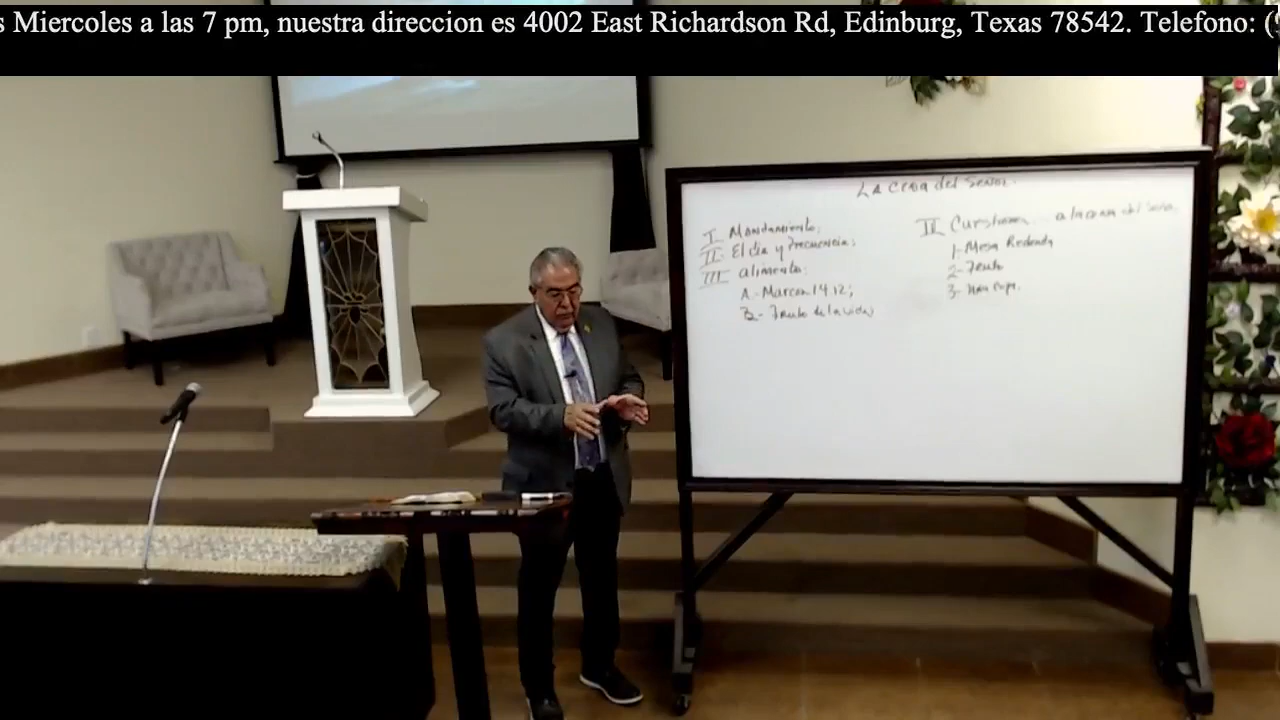 s Miercoles a las 7 pm, nuestra direccion es 4002 East Richardson Rd, Edinburg, Texas 78542. Telefono: (
La cena del Señor.
I Mandamiento;
II El dia y frecuencia;
III alimento:
A.- Marcos 14 12;
B- Fruto de la vid;
II
1- Mesa Redonda
2- Fruto
3-